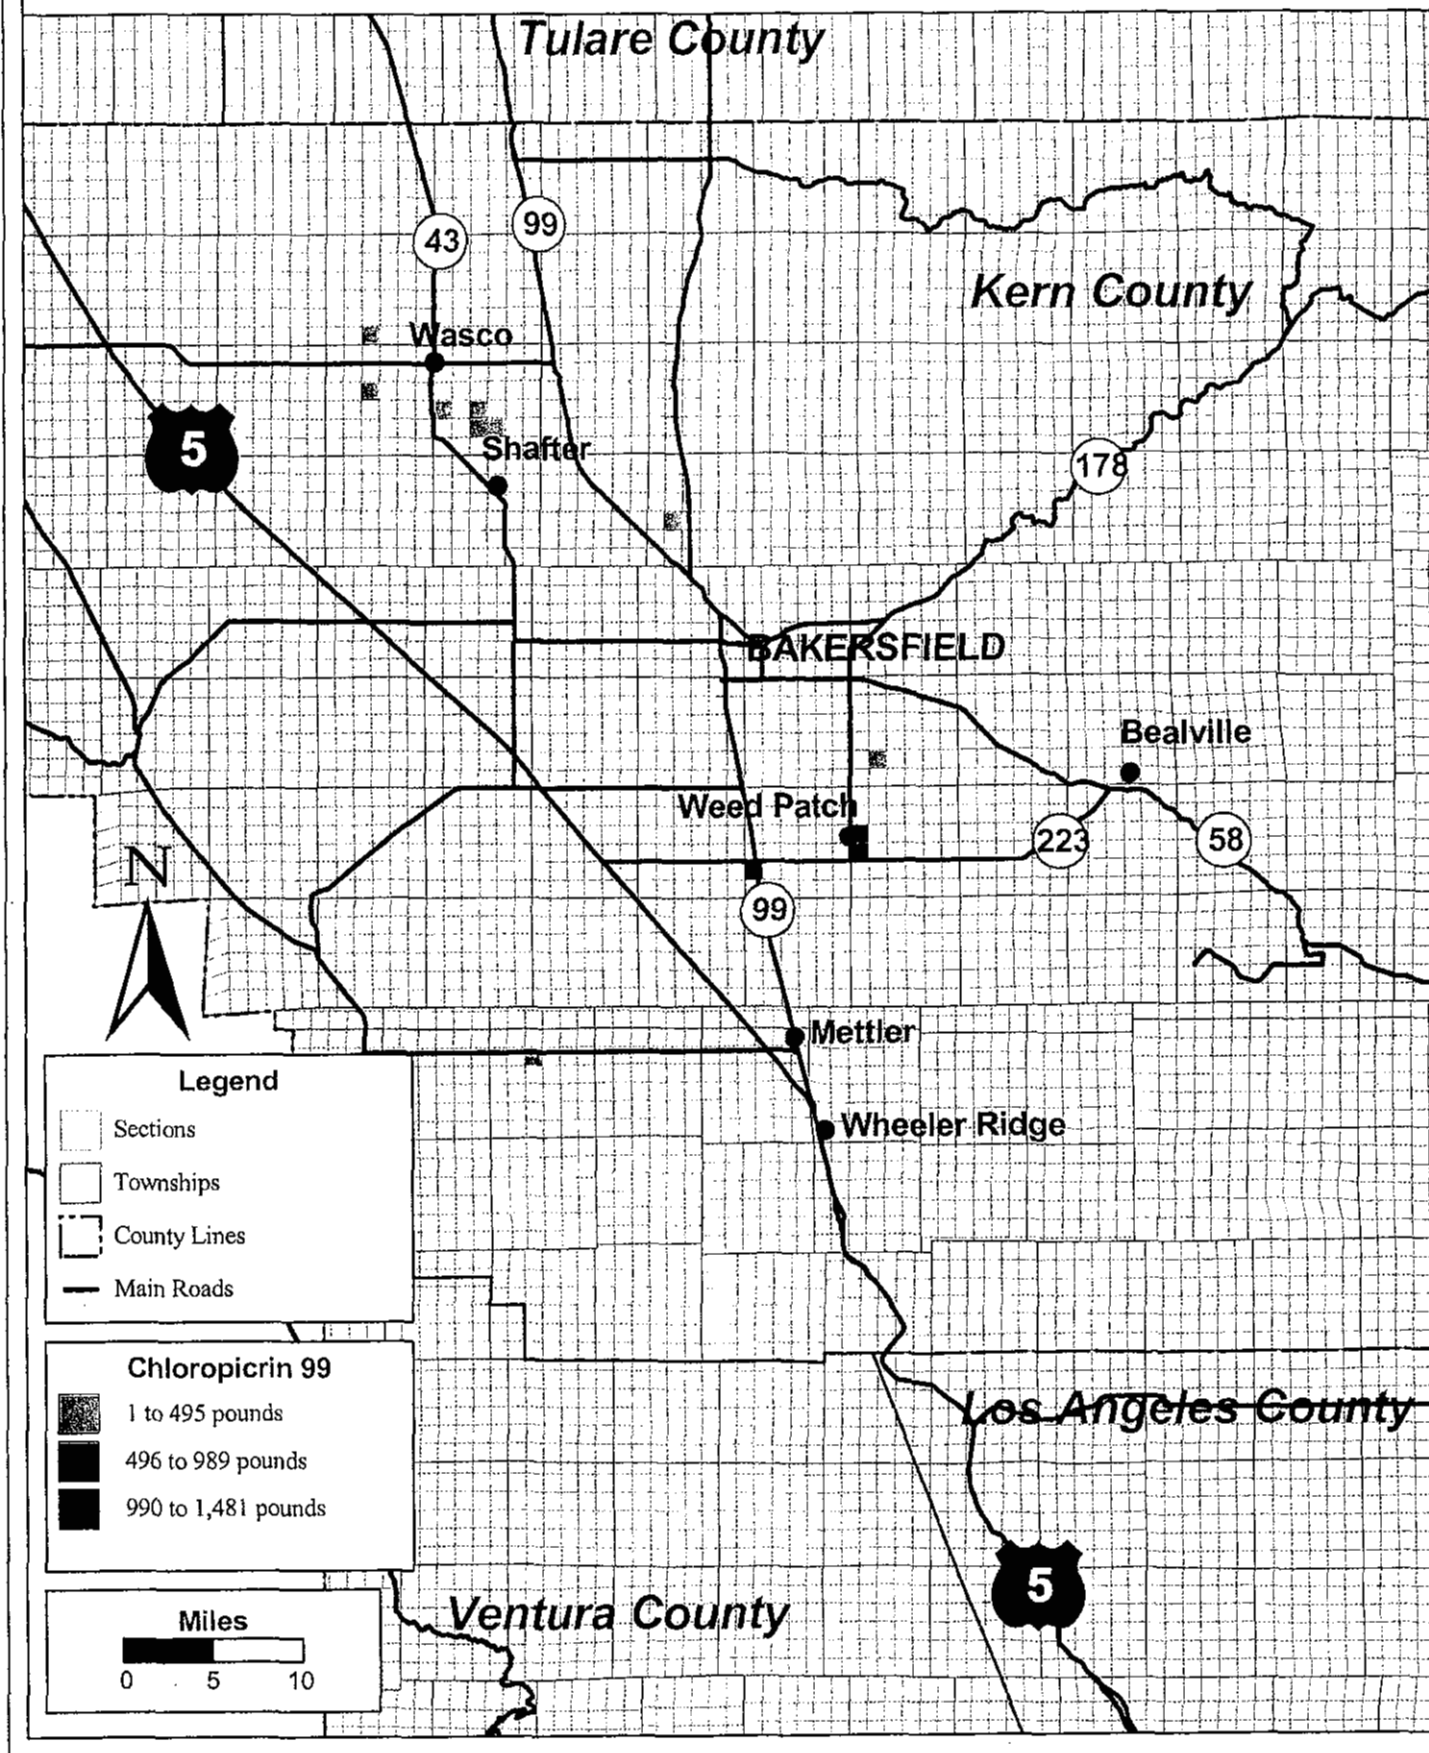 Tulare County
43
99
Kern County
Wasco
5
Shafter
178
BAKERSFIELD
Bealville
Weed Patch
223
58
N
99
Mettler
Legend
Wheeler Ridge
Sections
Townships
County Lines
Main Roads
Chloropicrin 99
Los Angeles County
1 to 495 pounds
496 to 989 pounds
990 to 1,481 pounds
5
Ventura County
Miles
0 5 10